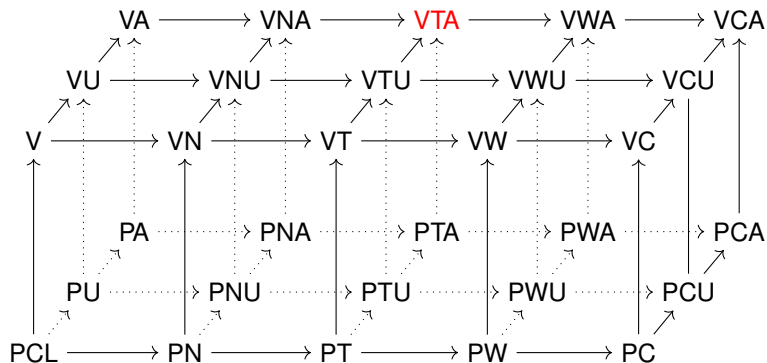 VA VNA VTA VWA VCA
VU VNU VTU VWU VCU
V VN VT VW VC
PA PNA PTA PWA PCA
PU PNU PTU PWU PCU
PCL PN PT PW PC